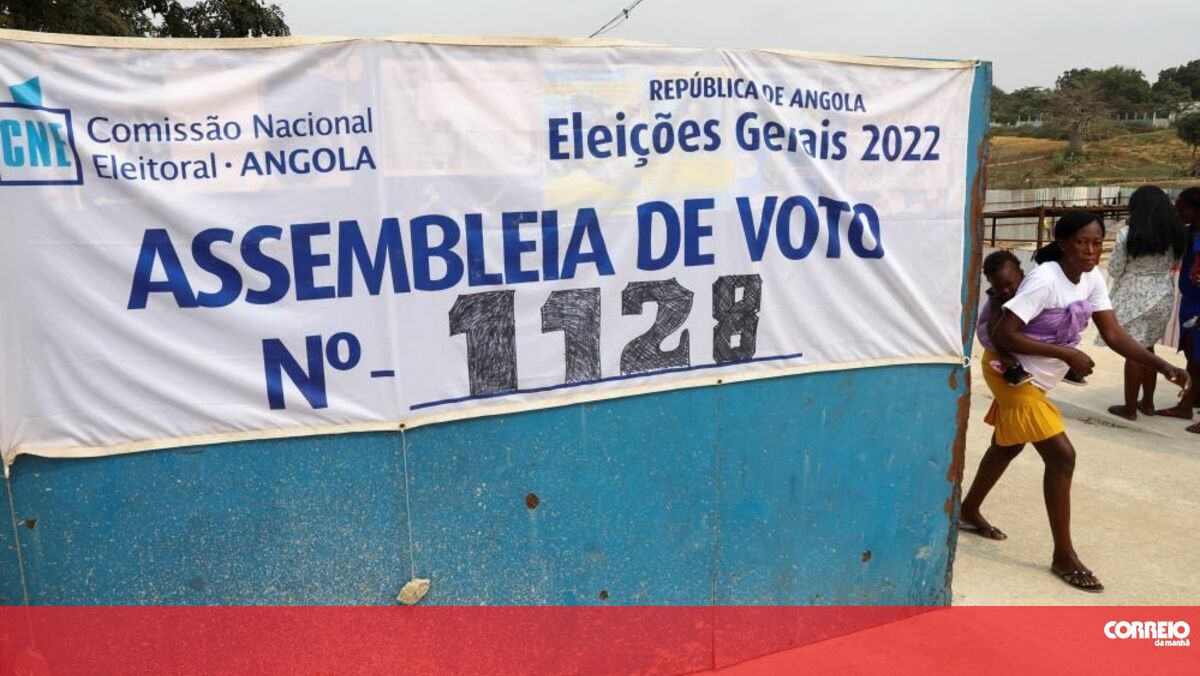 CNE
Comissão Nacional
Eleitoral · ANGOLA
REPÚBLICA DE ANGOLA
Eleições Gerais 2022
ASSEMBLEIA DE VOTO
Nº - 1128
CORREIO
da manhã